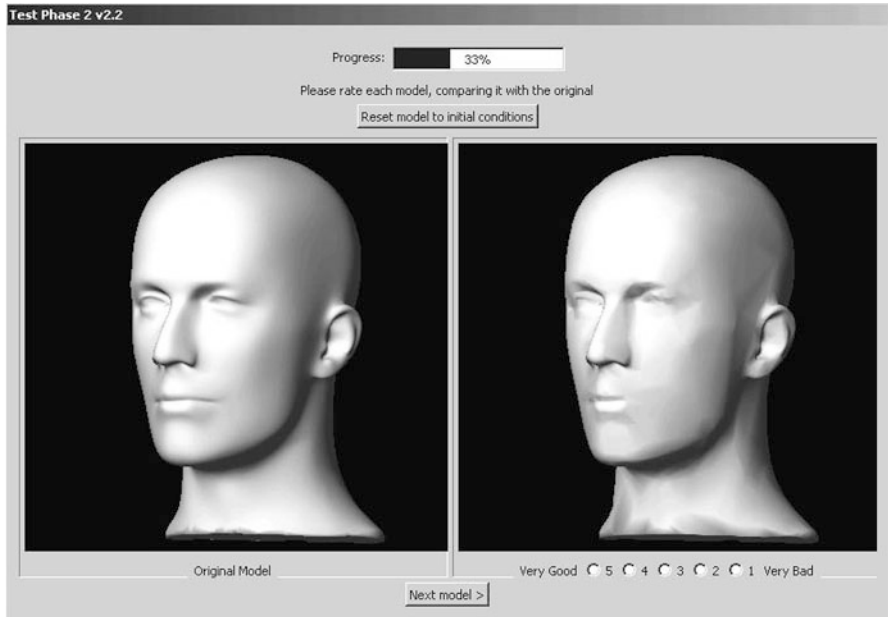 Test Phase 2 v2.2
Progress: 33%
Please rate each model, comparing it with the original
Reset model to initial conditions
Original Model
Very Good 5 4 3 2 1 Very Bad
Next model >